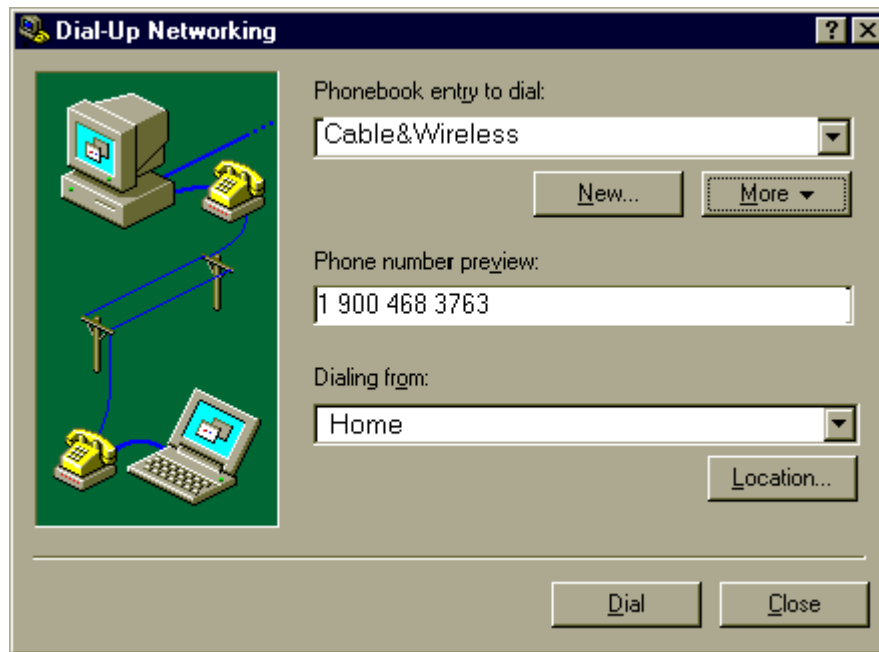 Dial-Up Networking
Phonebook entry to dial:
Cable&Wireless
New... More
Phone number preview:
1 900 468 3763
Dialing from:
Home
Location...
Dial Close